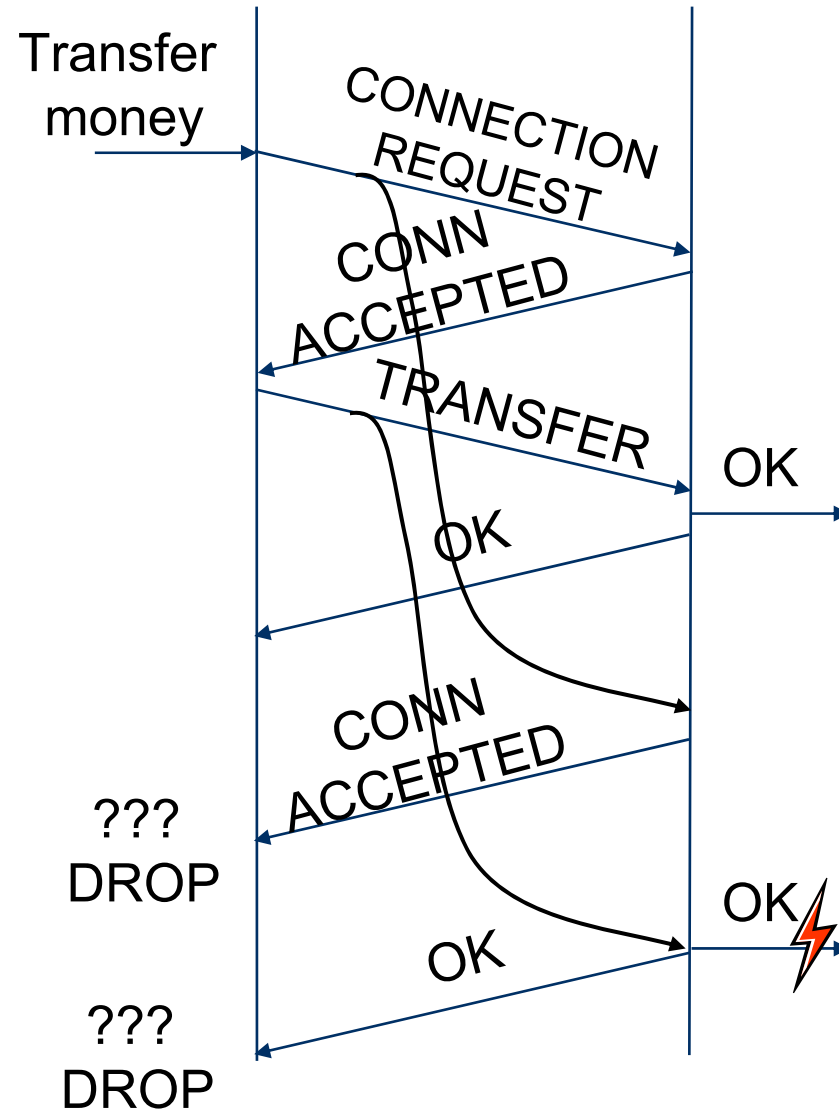 Transfer
money
CONNECTION
REQUEST
CONN
ACCEPTED
TRANSFER
OK
OK
CONN
ACCEPTED
???
DROP
OK
OK
???
DROP